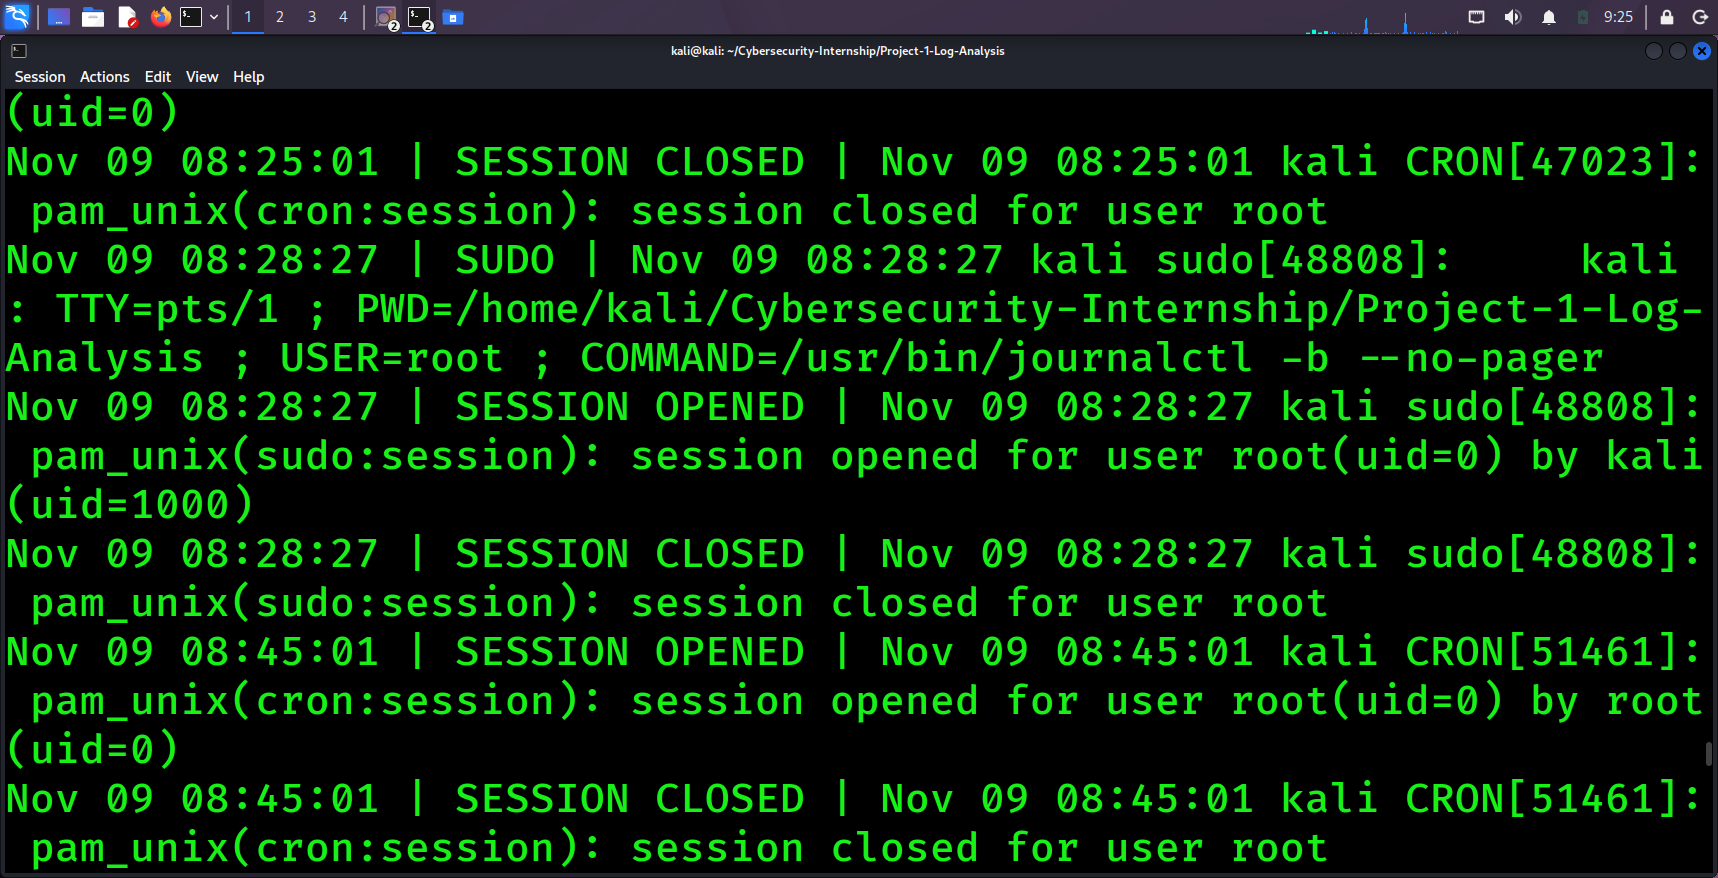 1 2 3 4 2 2 9:25
kali@kali: ~/Cybersecurity-Internship/Project-1-Log-Analysis
Session Actions Edit View Help
(uid=0)
Nov 09 08:25:01 | SESSION CLOSED | Nov 09 08:25:01 kali CRON[47023]:
pam_unix(cron:session): session closed for user root
Nov 09 08:28:27 | SUDO | Nov 09 08:28:27 kali sudo[48808]:     kali
: TTY=pts/1 ; PWD=/home/kali/Cybersecurity-Internship/Project-1-Log-
Analysis ; USER=root ; COMMAND=/usr/bin/journalctl -b --no-pager
Nov 09 08:28:27 | SESSION OPENED | Nov 09 08:28:27 kali sudo[48808]:
pam_unix(sudo:session): session opened for user root(uid=0) by kali
(uid=1000)
Nov 09 08:28:27 | SESSION CLOSED | Nov 09 08:28:27 kali sudo[48808]:
pam_unix(sudo:session): session closed for user root
Nov 09 08:45:01 | SESSION OPENED | Nov 09 08:45:01 kali CRON[51461]:
pam_unix(cron:session): session opened for user root(uid=0) by root
(uid=0)
Nov 09 08:45:01 | SESSION CLOSED | Nov 09 08:45:01 kali CRON[51461]:
pam_unix(cron:session): session closed for user root